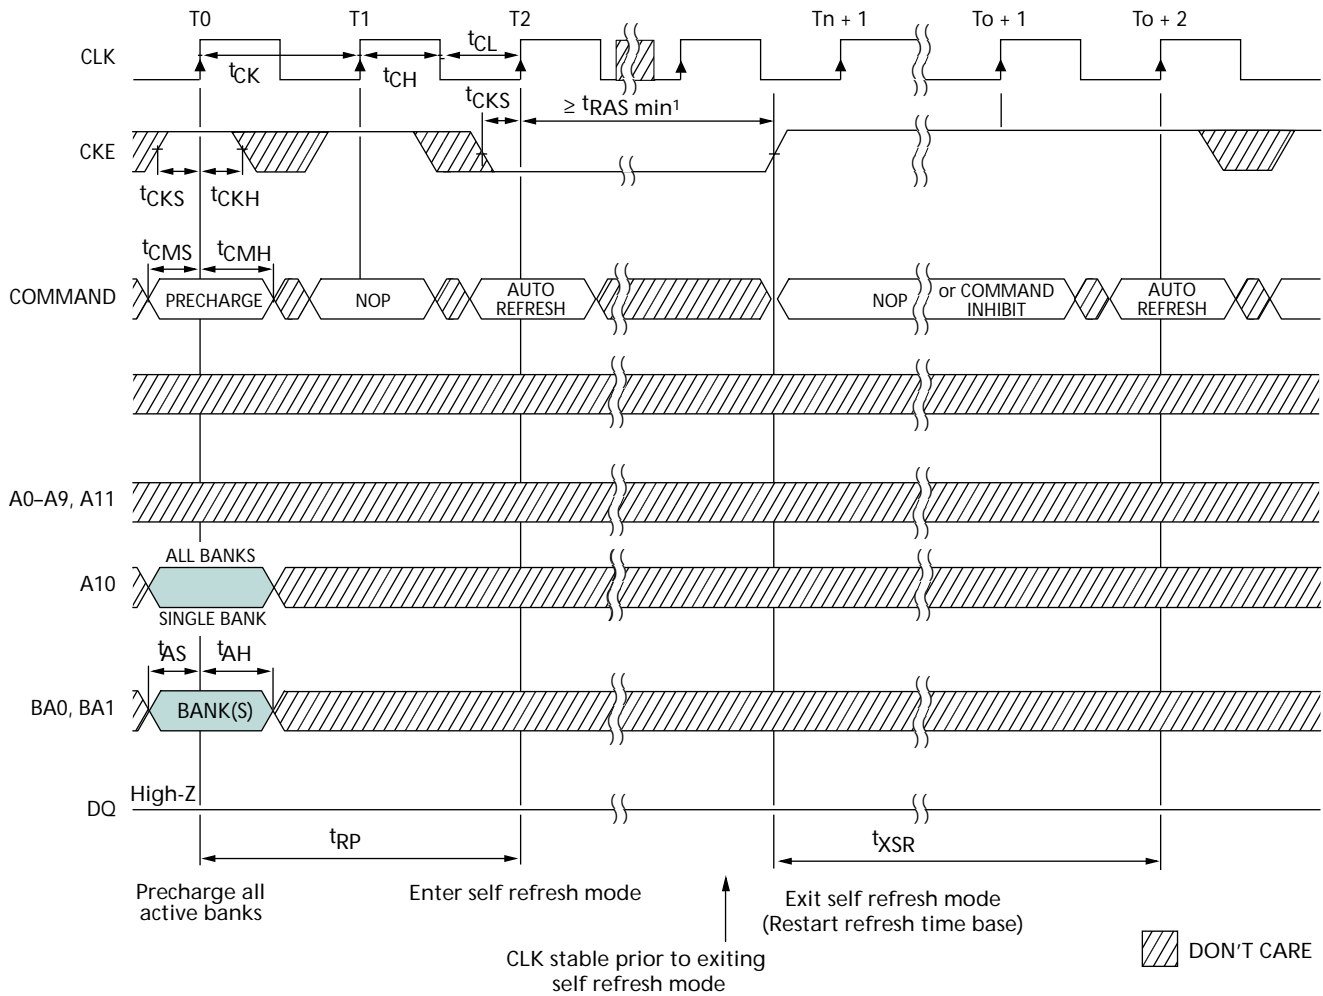 T0 T1 T2 Tn + 1 To + 1 To + 2
CLK
tCK tCH tCL
tCKS ≥ tRAS min¹
CKE
tCKS tCKH
tCMS tCMH
COMMAND PRECHARGE NOP AUTO REFRESH NOP or COMMAND INHIBIT AUTO REFRESH
A0–A9, A11
ALL BANKS
A10
SINGLE BANK
tAS tAH
BA0, BA1 BANK(S)
High-Z
DQ
tRP tXSR
Precharge all
active banks
Enter self refresh mode
Exit self refresh mode
(Restart refresh time base)
CLK stable prior to exiting
self refresh mode
DON'T CARE